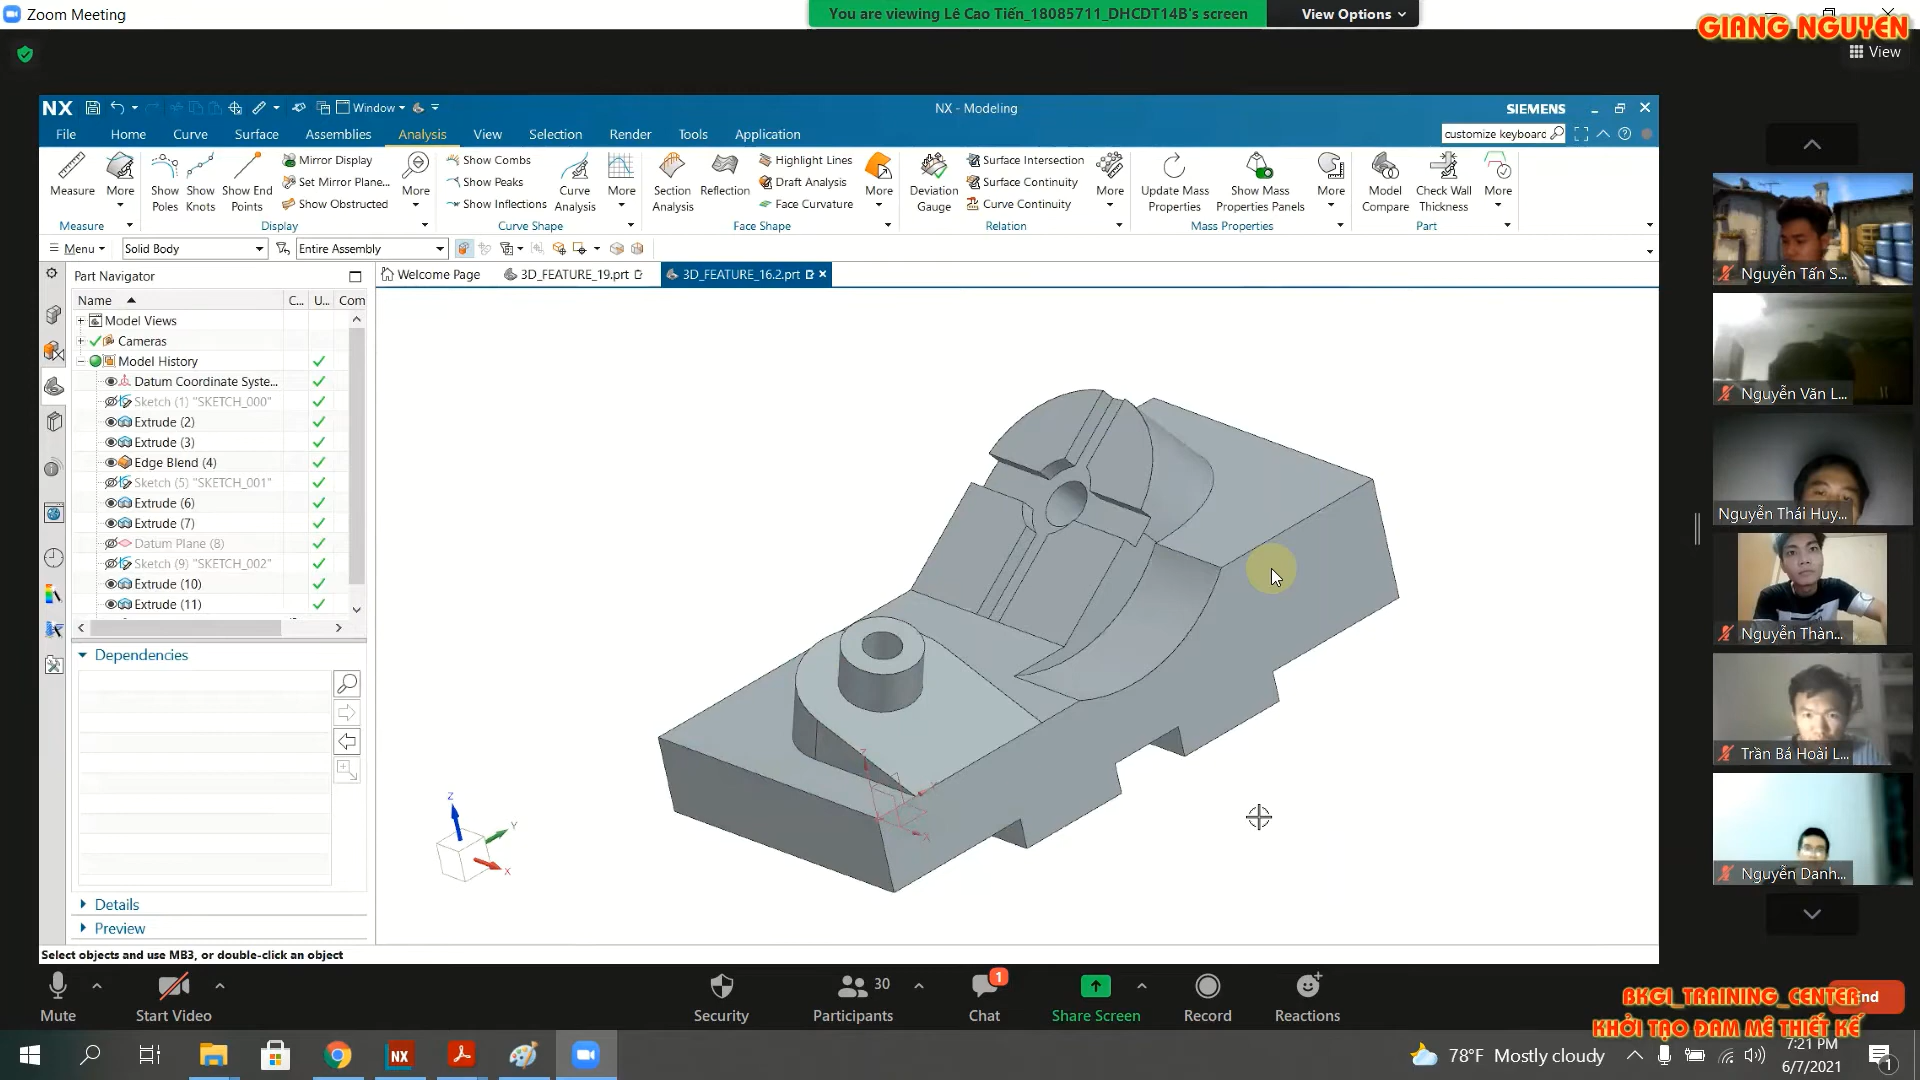 Zoom Meeting
You are viewing Lê Cao Tiến_18085711_DHCDT14B's screen
View Options
GIANG NGUYEN
View
NX
Window
NX - Modeling
SIEMENS
File
Home
Curve
Surface
Assemblies
Analysis
View
Selection
Render
Tools
Application
customize keyboarc
Measure
More
Show Poles
Show Knots
Show End Points
Mirror Display
Set Mirror Plane...
Show Obstructed
More
Show Combs
Show Peaks
Show Inflections
Curve Analysis
More
Section Analysis
Reflection
Highlight Lines
Draft Analysis
Face Curvature
More
Deviation Gauge
Surface Intersection
Surface Continuity
Curve Continuity
More
Update Mass Properties
Show Mass Properties Panels
More
Model Compare
Check Wall Thickness
More
Measure
Display
Curve Shape
Face Shape
Relation
Mass Properties
Part
Menu
Solid Body
Entire Assembly
Part Navigator
Welcome Page
3D_FEATURE_19.prt
3D_FEATURE_16.2.prt
Name
C...
U...
Com
Model Views
Cameras
Model History
Datum Coordinate Syste...
Sketch (1) "SKETCH_000"
Extrude (2)
Extrude (3)
Edge Blend (4)
Sketch (5) "SKETCH_001"
Extrude (6)
Extrude (7)
Datum Plane (8)
Sketch (9) "SKETCH_002"
Extrude (10)
Extrude (11)
Dependencies
Details
Preview
Z
Y
X
Z
Y
X
Select objects and use MB3, or double-click an object
Nguyễn Tấn S...
Nguyễn Văn L...
Nguyễn Thái Huy...
Nguyễn Thàn...
Trần Bá Hoài L...
Nguyễn Danh...
Mute
Start Video
Security
Participants
30
Chat
1
Share Screen
Record
Reactions
End
BKGI_TRAINING_CENTER
KHỞI TẠO ĐAM MÊ THIẾT KẾ
NX
78°F Mostly cloudy
7:21 PM
6/7/2021
1